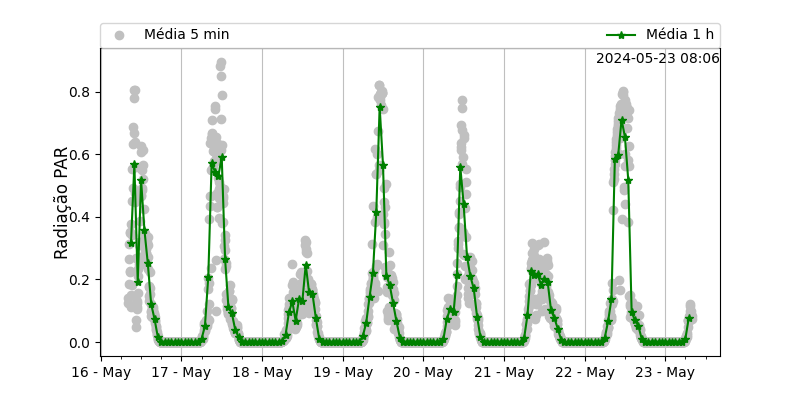 Média 5 min
Média 1 h
2024-05-23 08:06
Radiação PAR
0.8
0.6
0.4
0.2
0.0
16 - May
17 - May
18 - May
19 - May
20 - May
21 - May
22 - May
23 - May